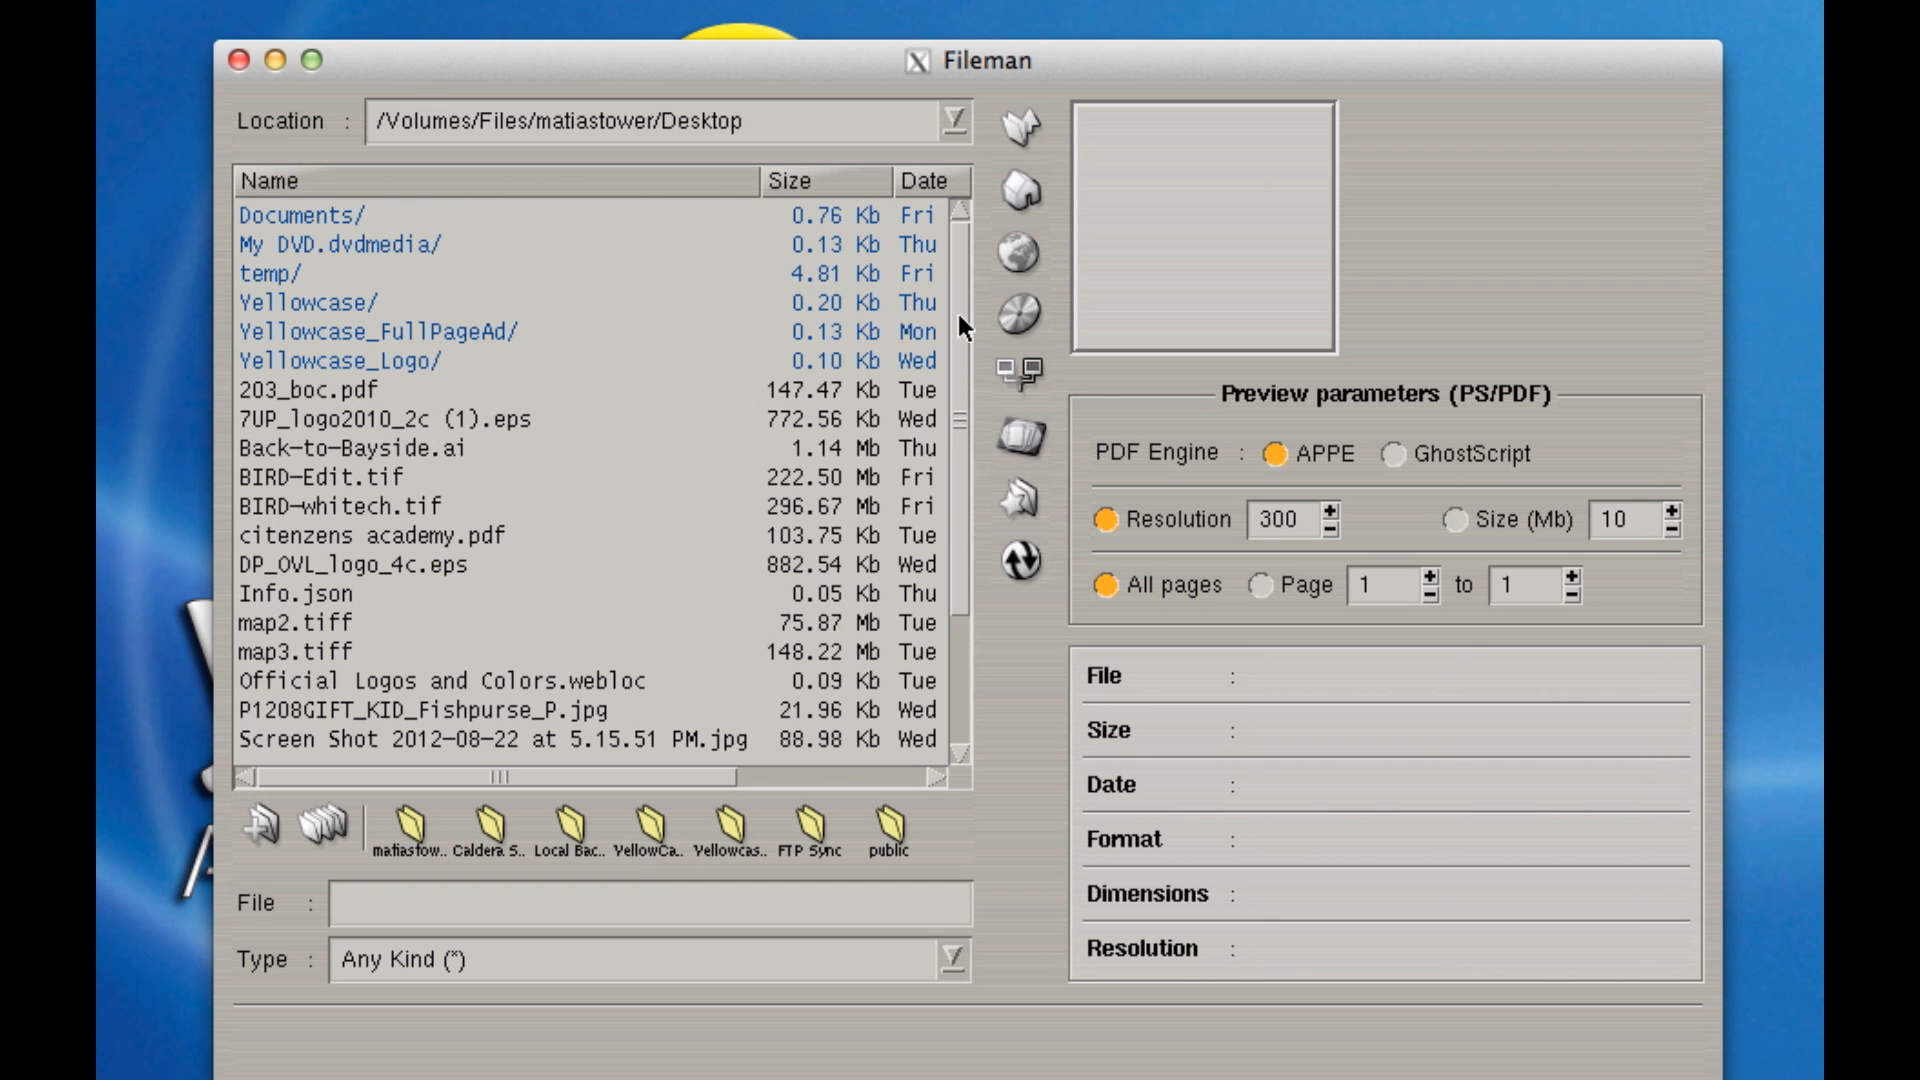 Fileman
Location : /Volumes/Files/matiastower/Desktop
Name Size Date
Documents/ 0.76 Kb Fri
My DVD.dvdmedia/ 0.13 Kb Thu
temp/ 4.81 Kb Fri
Yellowcase/ 0.20 Kb Thu
Yellowcase_FullPageAd/ 0.13 Kb Mon
Yellowcase_Logo/ 0.10 Kb Wed
203_boc.pdf 147.47 Kb Tue
7UP_logo2010_2c (1).eps 772.56 Kb Wed
Back-to-Bayside.ai 1.14 Mb Thu
BIRD-Edit.tif 222.50 Mb Fri
BIRD-whitech.tif 296.67 Mb Fri
citenzens academy.pdf 103.75 Kb Tue
DP_OVL_logo_4c.eps 882.54 Kb Wed
Info.json 0.05 Kb Thu
map2.tiff 75.87 Mb Tue
map3.tiff 148.22 Mb Tue
Official Logos and Colors.webloc 0.09 Kb Tue
P1208GIFT_KID_Fishpurse_P.jpg 21.96 Kb Wed
Screen Shot 2012-08-22 at 5.15.51 PM.jpg 88.98 Kb Wed
matiastow.. Caldera S.. Local Bac.. YellowCa.. Yellowcas.. FTP Sync public
File :
Type : Any Kind (*)
Preview parameters (PS/PDF)
PDF Engine : APPE GhostScript
Resolution 300 Size (Mb) 10
All pages Page 1 to 1
File :
Size :
Date :
Format :
Dimensions :
Resolution :